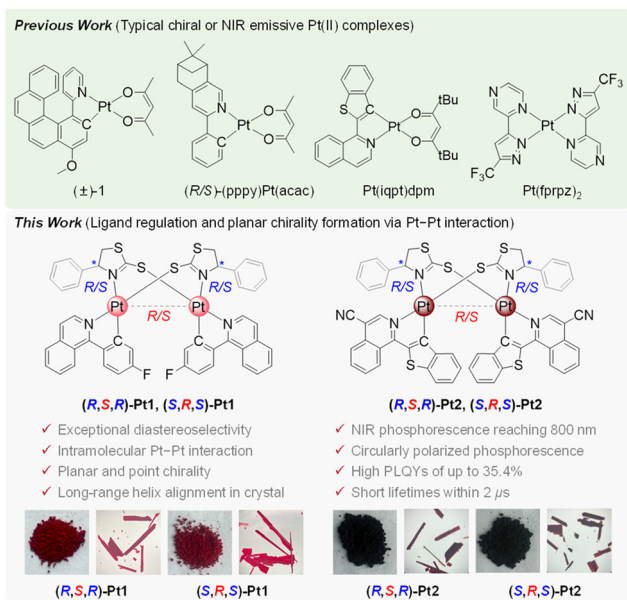 Previous Work (Typical chiral or NIR emissive Pt(II) complexes)
N
Pt
O
O
C
O
(±)-1
N
Pt
O
O
C
(R/S)-(pppy)Pt(acac)
S
C
tBu
O
Pt
N
O
tBu
Pt(iqpt)dpm
N
N
N
CF3
N
N
Pt
N
N
N
F3C
N
N
Pt(fprpz)2
This Work (Ligand regulation and planar chirality formation via Pt−Pt interaction)
S
S
* S S *
N N
R/S R/S
Pt Pt
R/S
N N
C C
F F
S
S
* S S *
N N
R/S R/S
Pt Pt
R/S
NC N N CN
C C
S S
(R,S,R)-Pt1, (S,R,S)-Pt1
(R,S,R)-Pt2, (S,R,S)-Pt2
✓ Exceptional diastereoselectivity
✓ Intramolecular Pt−Pt interaction
✓ Planar and point chirality
✓ Long-range helix alignment in crystal
✓ NIR phosphorescence reaching 800 nm
✓ Circularly polarized phosphorescence
✓ High PLQYs of up to 35.4%
✓ Short lifetimes within 2 µs
(R,S,R)-Pt1
(S,R,S)-Pt1
(R,S,R)-Pt2
(S,R,S)-Pt2